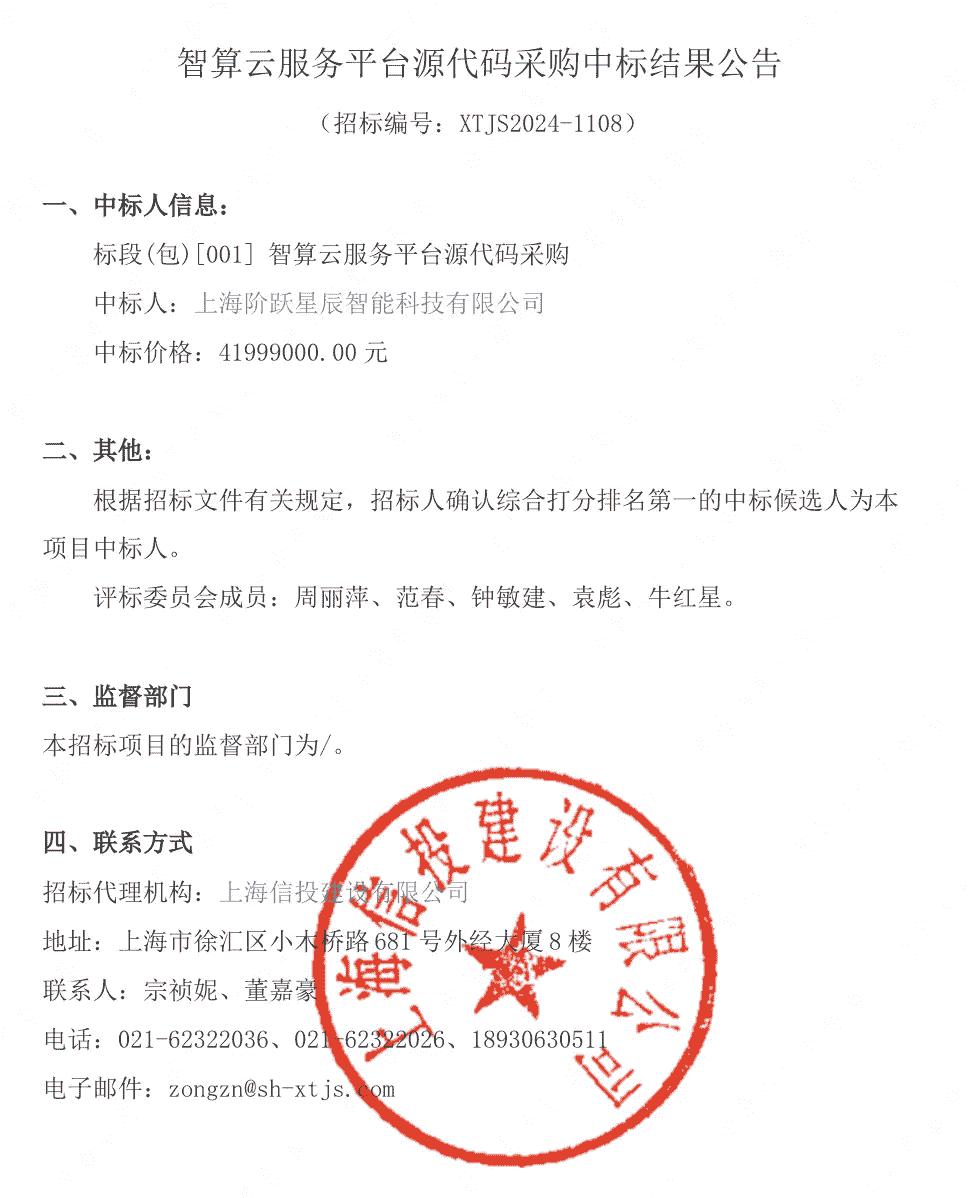 智算云服务平台源代码采购中标结果公告
（招标编号：XTJS2024-1108）
一、中标人信息：
标段(包)[001] 智算云服务平台源代码采购
中标人：上海阶跃星辰智能科技有限公司
中标价格：41999000.00 元
二、其他：
根据招标文件有关规定，招标人确认综合打分排名第一的中标候选人为本
项目中标人。
评标委员会成员：周丽萍、范春、钟敏建、袁彪、牛红星。
三、监督部门
本招标项目的监督部门为/。
四、联系方式
招标代理机构：上海信投建设有限公司
地址：上海市徐汇区小木桥路 681 号外经大厦 8 楼
联系人：宗祯妮、董嘉豪
电话：021-62322036、021-62322026、18930630511
电子邮件：zongzn@sh-xtjs.com
上海信投建设有限公司